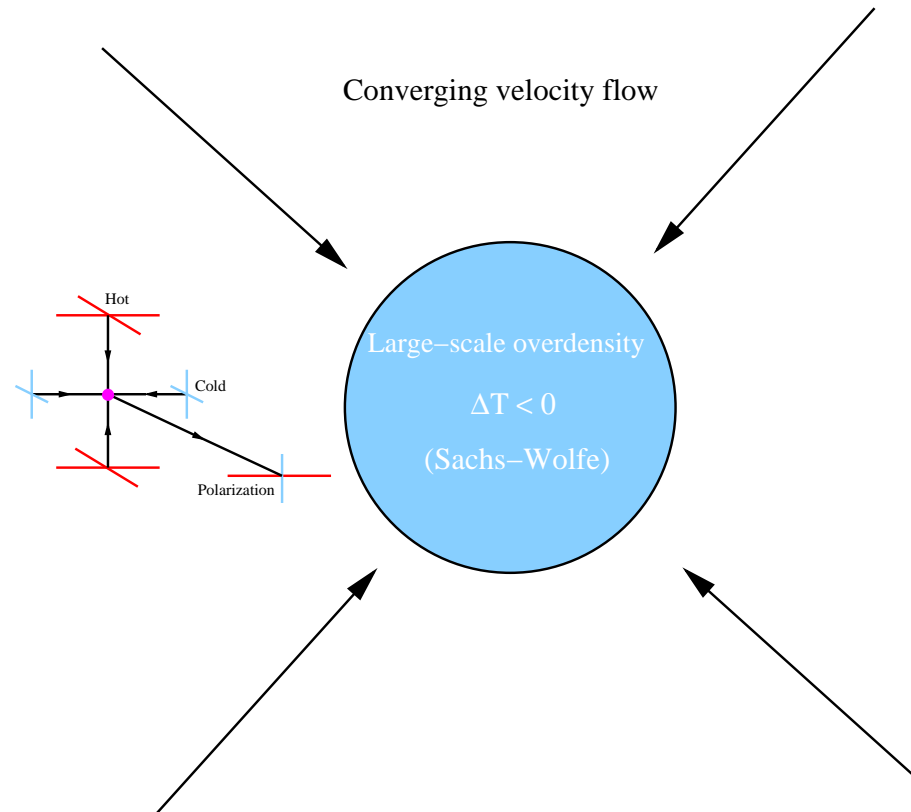 Converging velocity flow
Hot
Cold
Polarization
Large−scale overdensity
ΔT < 0
(Sachs−Wolfe)